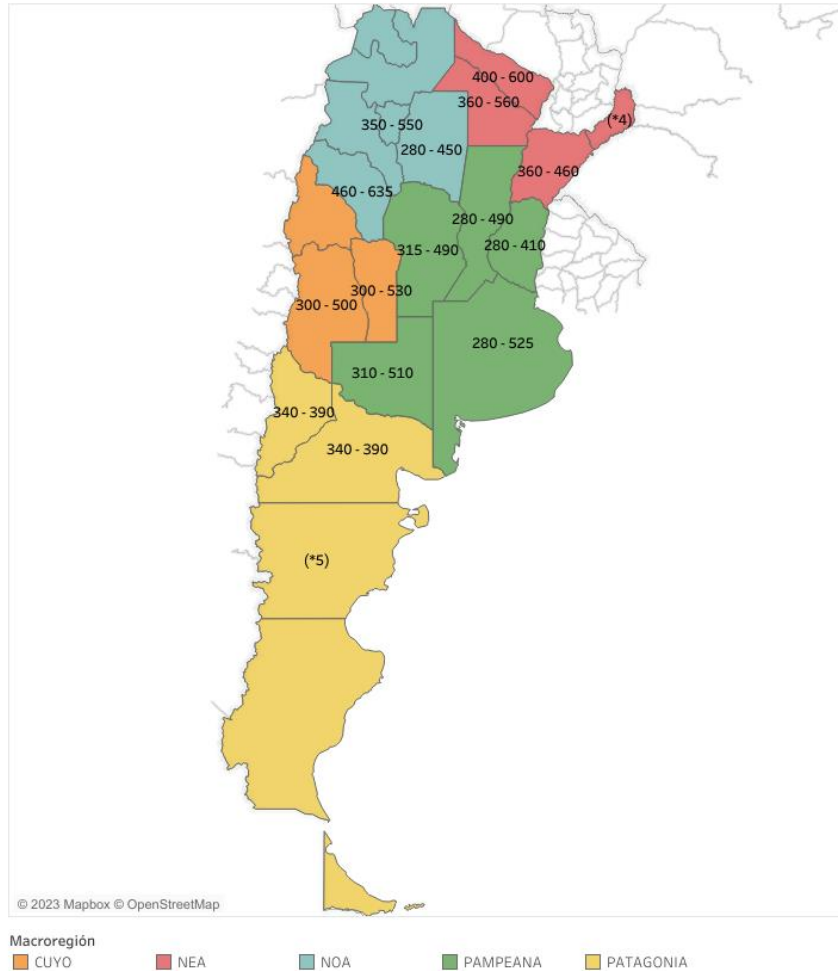 400 - 600
360 - 560
(*4)
350 - 550
280 - 450
360 - 460
460 - 635
280 - 490
280 - 410
315 - 490
300 - 530
300 - 500
280 - 525
310 - 510
340 - 390
340 - 390
(*5)
© 2023 Mapbox © OpenStreetMap
Macroregión
CUYO NEA NOA PAMPEANA PATAGONIA